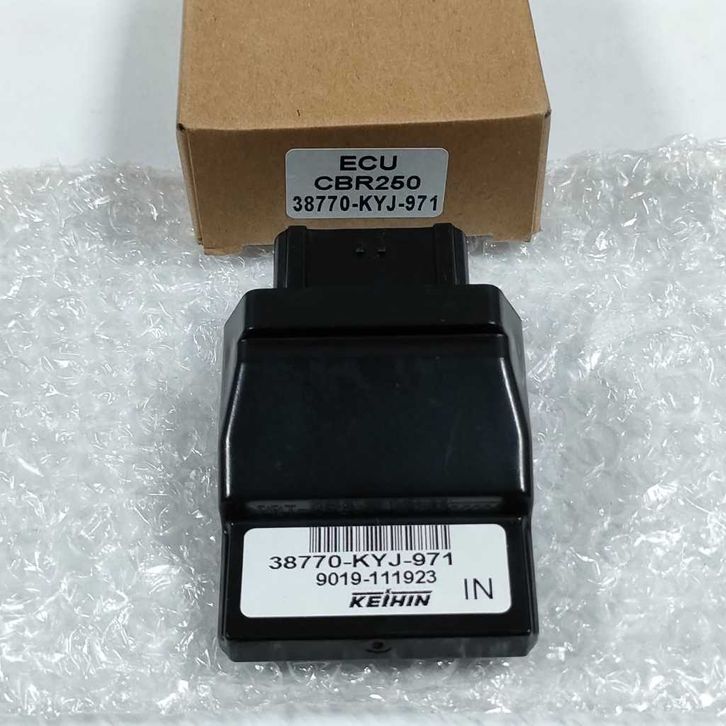 ECU
CBR250
38770-KYJ-971
38770-KYJ-971
9019-111923
KEIHIN
IN